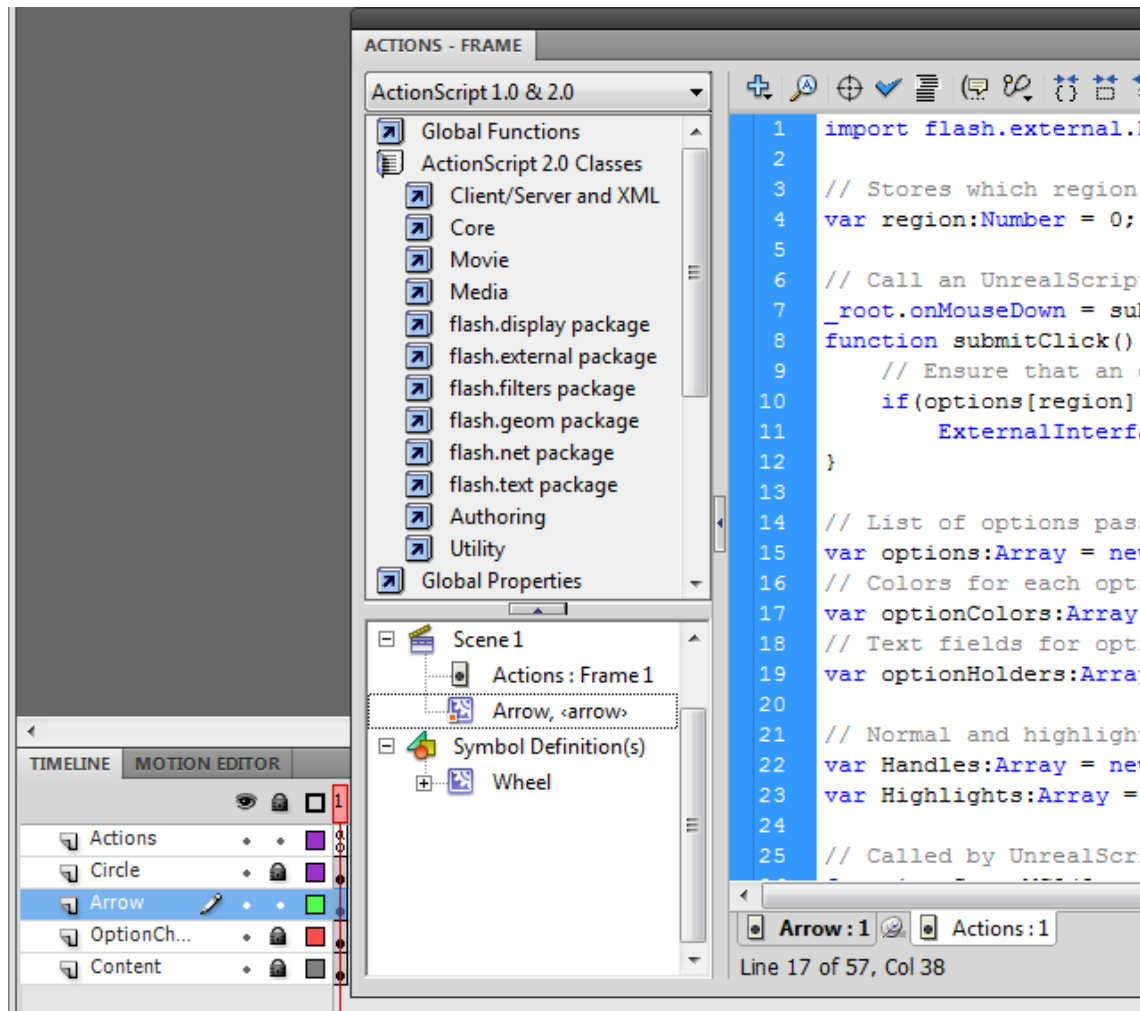 ACTIONS - FRAME
ActionScript 1.0 & 2.0
Global Functions
ActionScript 2.0 Classes
Client/Server and XML
Core
Movie
Media
flash.display package
flash.external package
flash.filters package
flash.geom package
flash.net package
flash.text package
Authoring
Utility
Global Properties
Scene 1
Actions : Frame 1
Arrow, <arrow>
Symbol Definition(s)
Wheel
1 import flash.external.
2
3 // Stores which region
4 var region:Number = 0;
5
6 // Call an UnrealScrip
7 _root.onMouseDown = su
8 function submitClick()
9 // Ensure that an
10 if(options[region]
11 ExternalInterf
12 }
13
14 // List of options pas
15 var options:Array = ne
16 // Colors for each opti
17 var optionColors:Array
18 // Text fields for opti
19 var optionHolders:Arra
20
21 // Normal and highligh
22 var Handles:Array = ne
23 var Highlights:Array =
24
25 // Called by UnrealScri
Arrow : 1
Actions : 1
Line 17 of 57, Col 38
TIMELINE MOTION EDITOR
1
Actions
Circle
Arrow
OptionCh...
Content